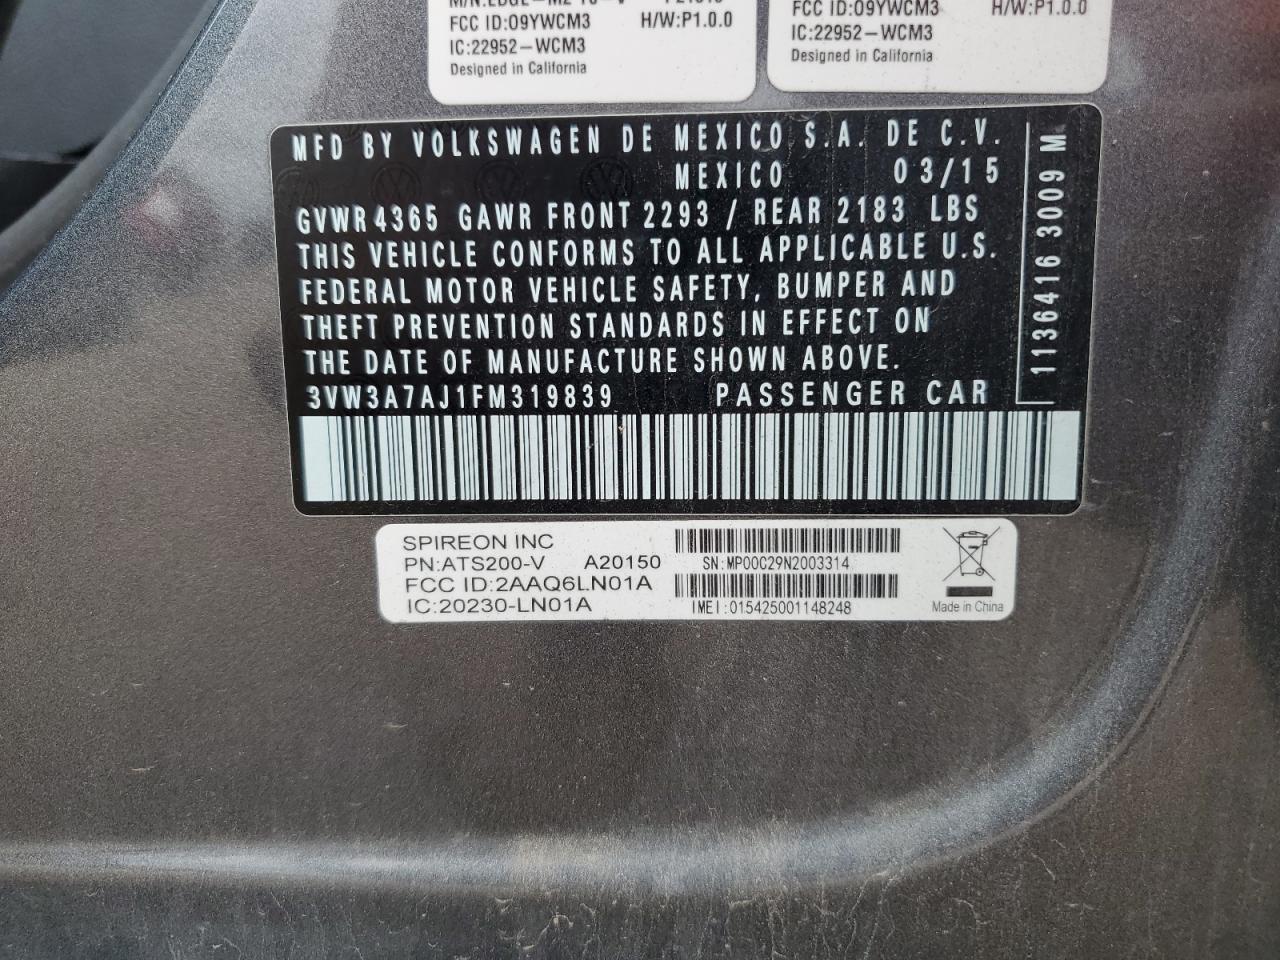 FCC ID:O9YWCM3 H/W:P1.0.0
IC:22952-WCM3
Designed in California
FCC ID:O9YWCM3 H/W:P1.0.0
IC:22952-WCM3
Designed in California
MFD BY VOLKSWAGEN DE MEXICO S.A. DE C.V.
MEXICO 03/15
GVWR 4365 GAWR FRONT 2293 / REAR 2183 LBS
THIS VEHICLE CONFORMS TO ALL APPLICABLE U.S.
FEDERAL MOTOR VEHICLE SAFETY, BUMPER AND
THEFT PREVENTION STANDARDS IN EFFECT ON
THE DATE OF MANUFACTURE SHOWN ABOVE.
3VW3A7AJ1FM319839 PASSENGER CAR
1136416 3009 M
SPIREON INC
PN:ATS200-V A20150
FCC ID:2AAQ6LN01A
IC:20230-LN01A
SN:MP00C29N2003314
IMEI:015425001148248
Made in China